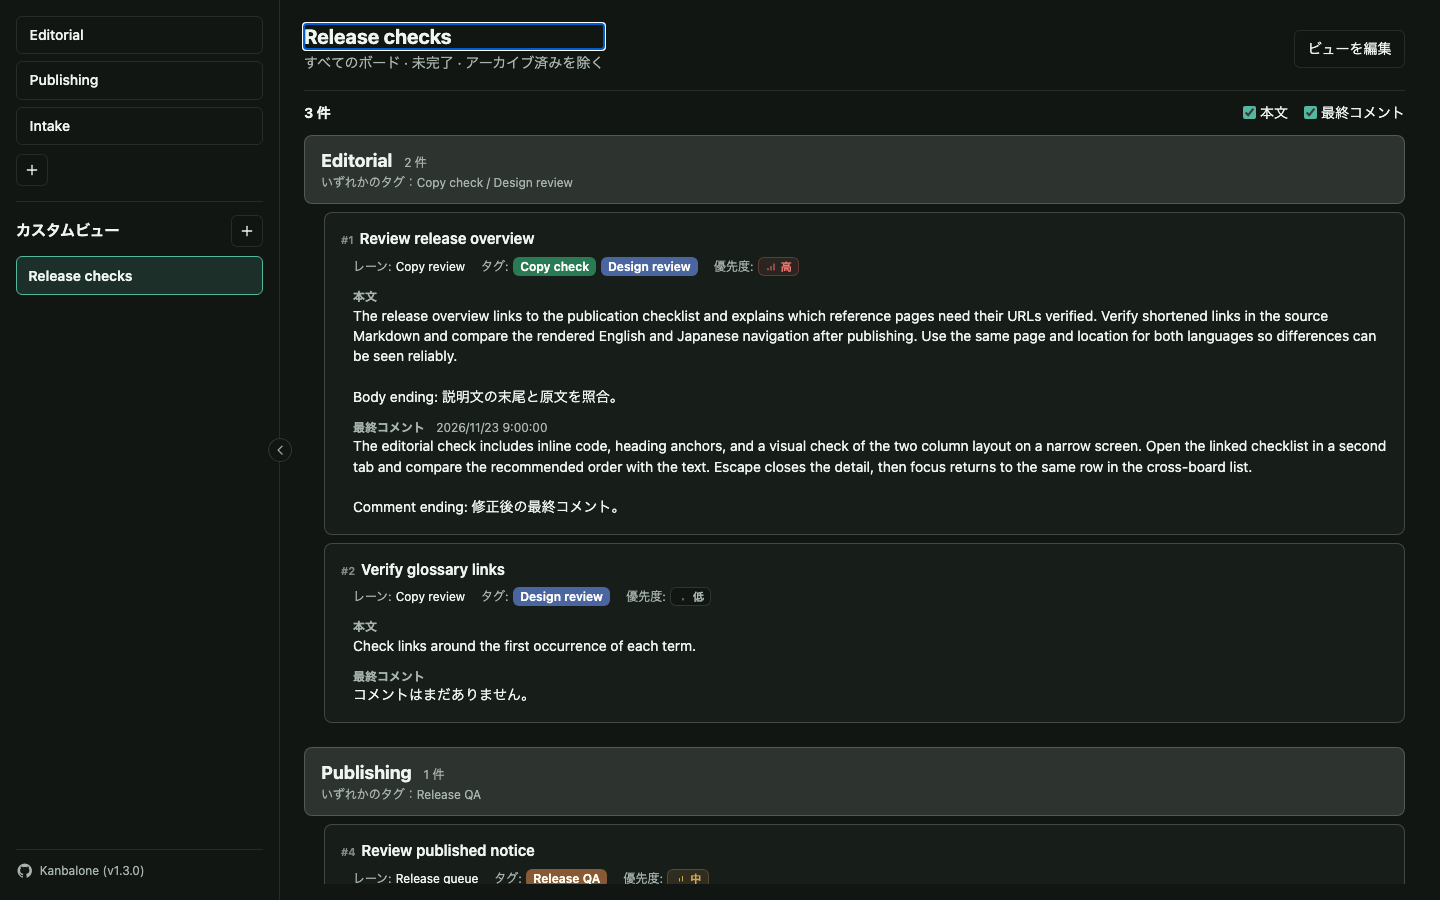 Editorial
Publishing
Intake
+
カスタムビュー
+
Release checks
Kanbalone (v1.3.0)
Release checks
すべてのボード · 未完了 · アーカイブ済みを除く
ビューを編集
3 件
本文 最終コメント
Editorial 2 件
いずれかのタグ：Copy check / Design review
#1 Review release overview
レーン: Copy review タグ: Copy check Design review 優先度: 高
本文
The release overview links to the publication checklist and explains which reference pages need their URLs verified. Verify shortened links in the source
Markdown and compare the rendered English and Japanese navigation after publishing. Use the same page and location for both languages so differences can
be seen reliably.
Body ending: 説明文の末尾と原文を照合。
最終コメント 2026/11/23 9:00:00
The editorial check includes inline code, heading anchors, and a visual check of the two column layout on a narrow screen. Open the linked checklist in a second
tab and compare the recommended order with the text. Escape closes the detail, then focus returns to the same row in the cross-board list.
Comment ending: 修正後の最終コメント。
#2 Verify glossary links
レーン: Copy review タグ: Design review 優先度: 低
本文
Check links around the first occurrence of each term.
最終コメント
コメントはまだありません。
Publishing 1 件
いずれかのタグ：Release QA
#4 Review published notice
レーン: Release queue タグ: Release QA 優先度: 中